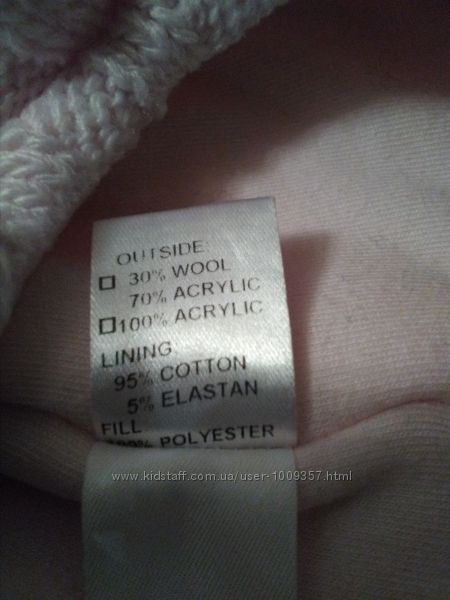 OUTSIDE:
☐ 30% WOOL
70% ACRYLIC
☐ 100% ACRYLIC
LINING
95% COTTON
5% ELASTAN
FILL
100% POLYESTER
www.kidstaff.com.ua/user-1009357.html